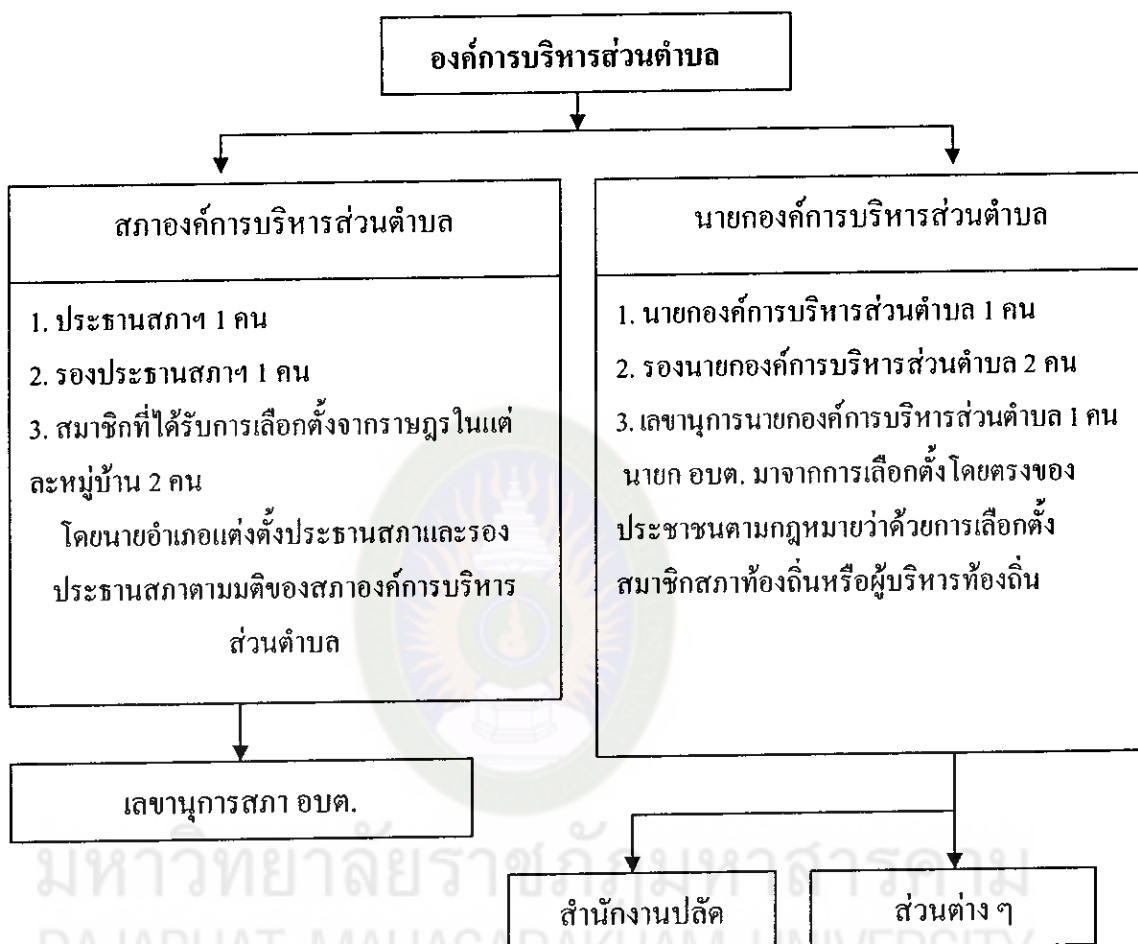 องค์การบริหารส่วนตำบล
สภาองค์การบริหารส่วนตำบล
1. ประธานสภาฯ 1 คน
2. รองประธานสภาฯ 1 คน
3. สมาชิกที่ได้รับการเลือกตั้งจากราษฎรในแต่
ละหมู่บ้าน 2 คน
โดยนายอำเภอแต่งตั้งประธานสภาและรอง
ประธานสภาตามมติของสภาองค์การบริหาร
ส่วนตำบล
เลขานุการสภา อบต.
นายกองค์การบริหารส่วนตำบล
1. นายกองค์การบริหารส่วนตำบล 1 คน
2. รองนายกองค์การบริหารส่วนตำบล 2 คน
3. เลขานุการนายกองค์การบริหารส่วนตำบล 1 คน
นายก อบต. มาจากการเลือกตั้งโดยตรงของ
ประชาชนตามกฎหมายว่าด้วยการเลือกตั้ง
สมาชิกสภาท้องถิ่นหรือผู้บริหารท้องถิ่น
สำนักงานปลัด
ส่วนต่าง ๆ
มหาวิทยาลัยราชภัฏมหาสารคาม
RAJABHAT MAHASARAKHAM UNIVERSITY